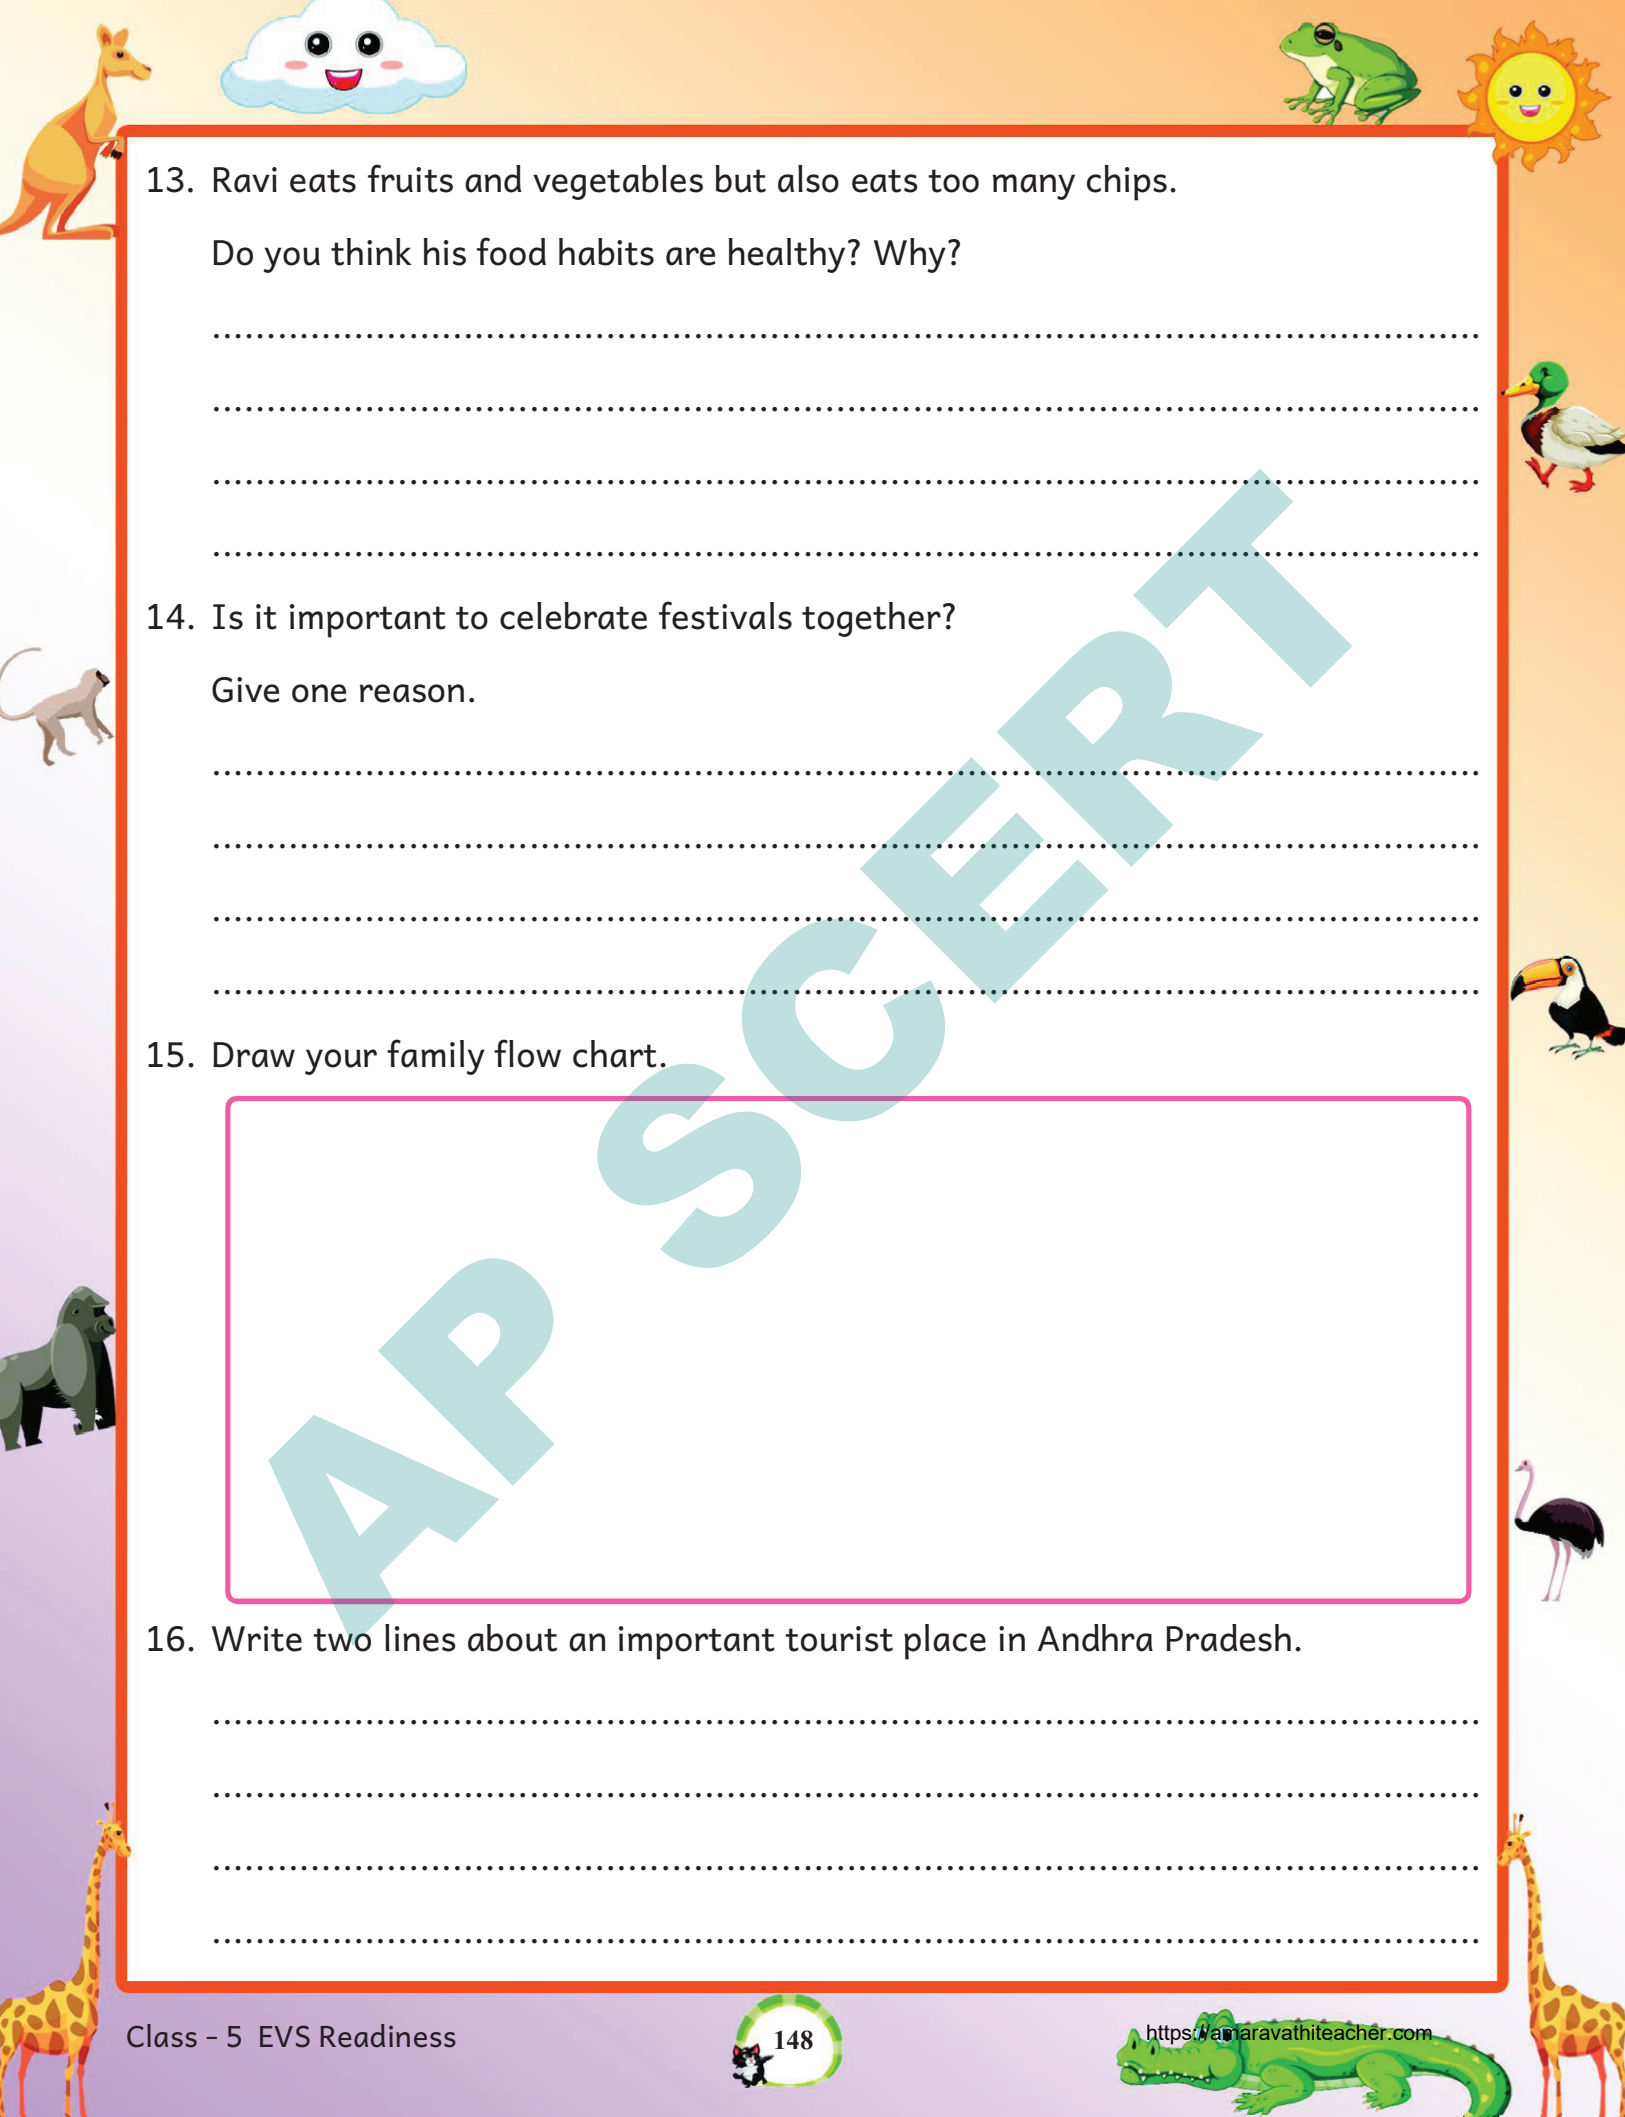 13. Ravi eats fruits and vegetables but also eats too many chips.
Do you think his food habits are healthy? Why?
14. Is it important to celebrate festivals together?
Give one reason.
15. Draw your family flow chart.
16. Write two lines about an important tourist place in Andhra Pradesh.
AP SCERT
Class - 5 EVS Readiness
148
https://amaravathiteacher.com